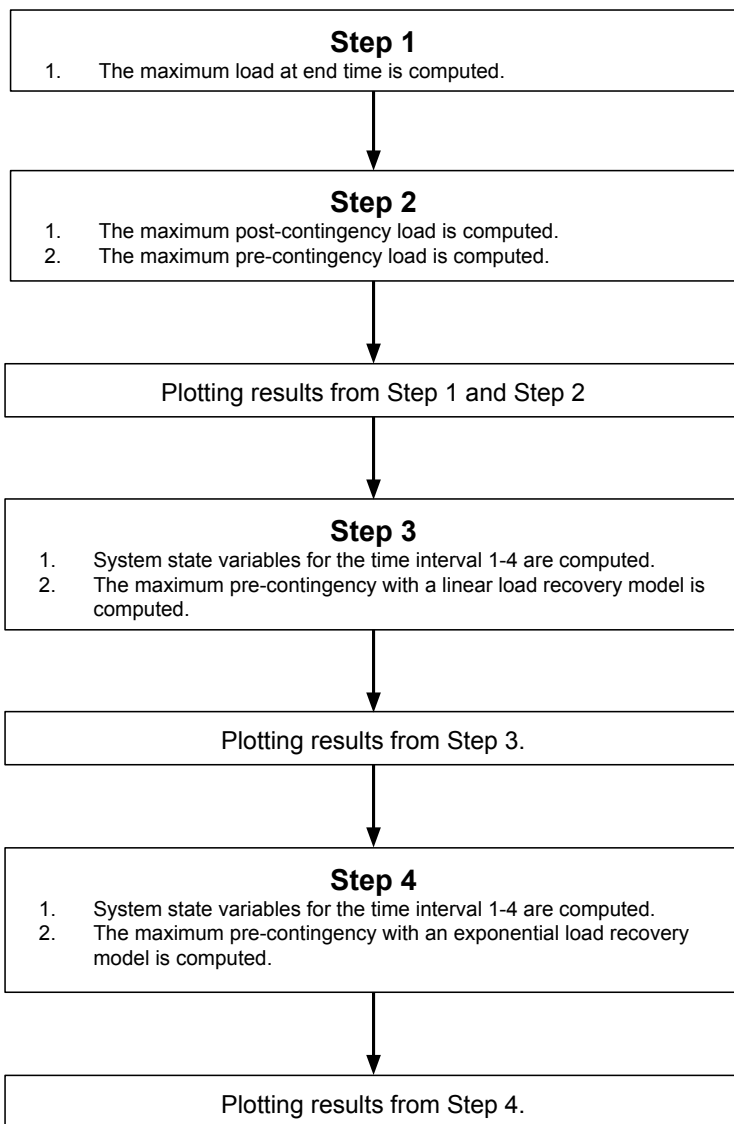 Step 1
1. The maximum load at end time is computed.
Step 2
1. The maximum post-contingency load is computed.
2. The maximum pre-contingency load is computed.
Plotting results from Step 1 and Step 2
Step 3
1. System state variables for the time interval 1-4 are computed.
2. The maximum pre-contingency with a linear load recovery model is
computed.
Plotting results from Step 3.
Step 4
1. System state variables for the time interval 1-4 are computed.
2. The maximum pre-contingency with an exponential load recovery
model is computed.
Plotting results from Step 4.